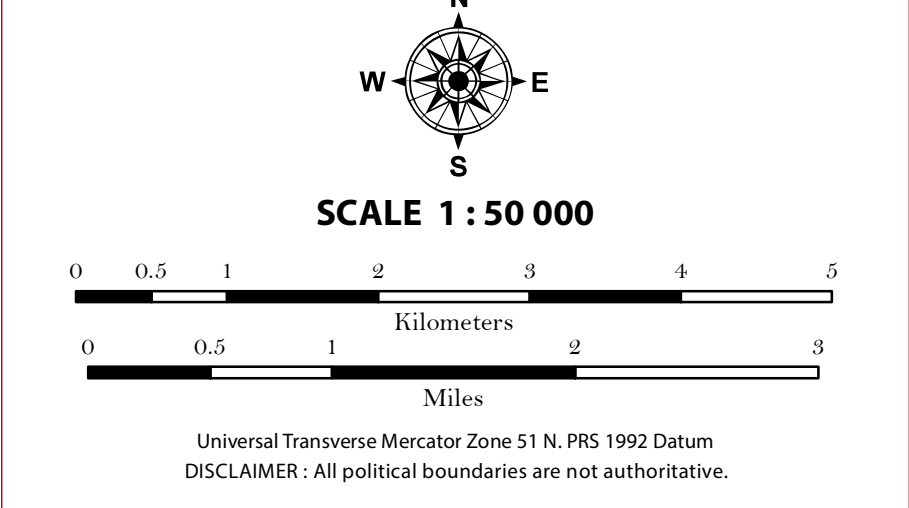 N
W E
S
SCALE 1 : 50 000
0 0.5 1 2 3 4 5
Kilometers
0 0.5 1 2 3
Miles
Universal Transverse Mercator Zone 51 N. PRS 1992 Datum
DISCLAIMER : All political boundaries are not authoritative.